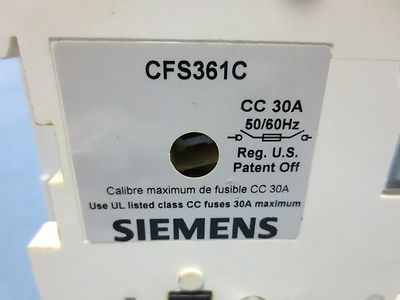 CFS361C
CC 30A
50/60Hz
Reg. U.S.
Patent Off
Calibre maximum de fusible CC 30A
Use UL listed class CC fuses 30A maximum
SIEMENS